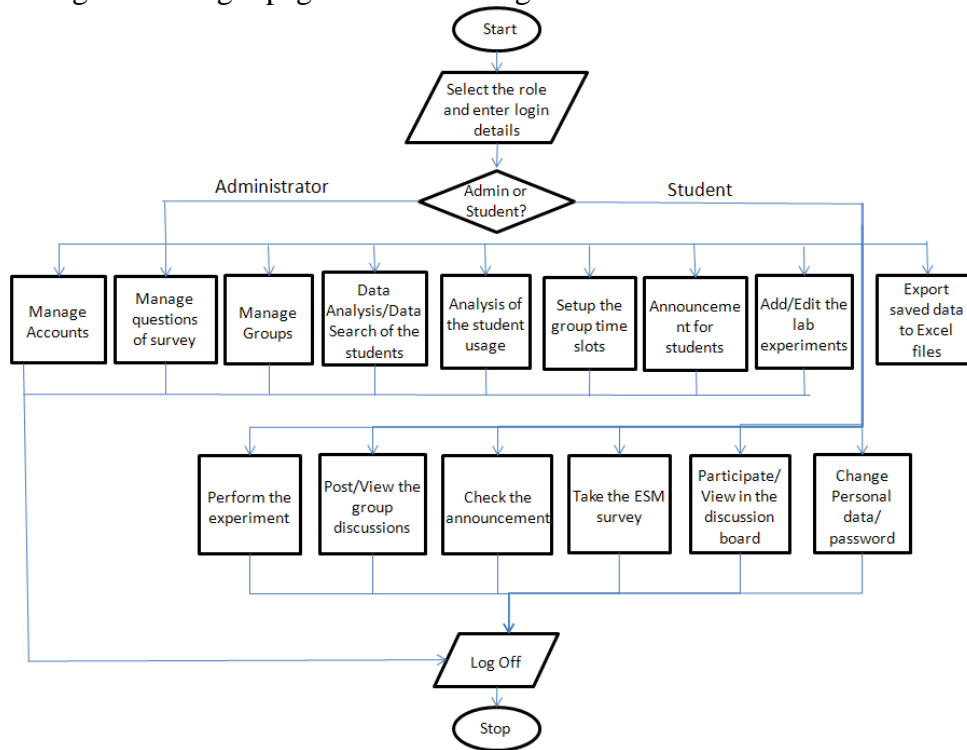 Start
Select the role
and enter login
details
Admin or
Student?
Administrator
Student
Manage
Accounts
Manage
questions
of survey
Manage
Groups
Data
Analysis/Data
Search of the
students
Analysis of
the student
usage
Setup the
group time
slots
Announceme
nt for
students
Add/Edit the
lab
experiments
Export
saved data
to Excel
files
Perform the
experiment
Post/View the
group
discussions
Check the
announcement
Take the ESM
survey
Participate/
View in the
discussion
board
Change
Personal
data/
password
Log Off
Stop